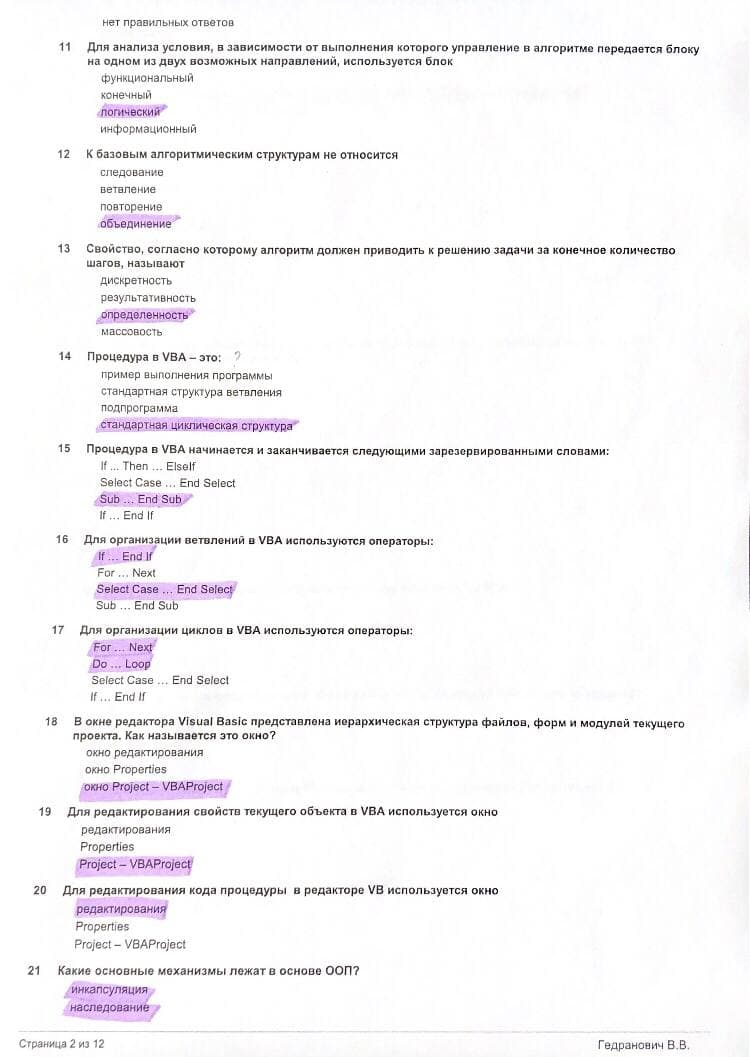 нет правильных ответов
11 Для анализа условия, в зависимости от выполнения которого управление в алгоритме передается блоку
на одном из двух возможных направлений, используется блок
функциональный
конечный
логический
информационный
12 К базовым алгоритмическим структурам не относится
следование
ветвление
повторение
объединение
13 Свойство, согласно которому алгоритм должен приводить к решению задачи за конечное количество
шагов, называют
дискретность
результативность
определенность
массовость
14 Процедура в VBA – это: ?
пример выполнения программы
стандартная структура ветвления
подпрограмма
стандартная циклическая структура
15 Процедура в VBA начинается и заканчивается следующими зарезервированными словами:
If ... Then ... ElseIf
Select Case ... End Select
Sub ... End Sub
If ... End If
16 Для организации ветвлений в VBA используются операторы:
If ... End If
For ... Next
Select Case ... End Select
Sub ... End Sub
17 Для организации циклов в VBA используются операторы:
For ... Next
Do ... Loop
Select Case ... End Select
If ... End If
18 В окне редактора Visual Basic представлена иерархическая структура файлов, форм и модулей текущего
проекта. Как называется это окно?
окно редактирования
окно Properties
окно Project – VBAProject
19 Для редактирования свойств текущего объекта в VBA используется окно
редактирования
Properties
Project – VBAProject
20 Для редактирования кода процедуры в редакторе VB используется окно
редактирования
Properties
Project – VBAProject
21 Какие основные механизмы лежат в основе ООП?
инкапсуляция
наследование
Страница 2 из 12 Гедранович В.В.